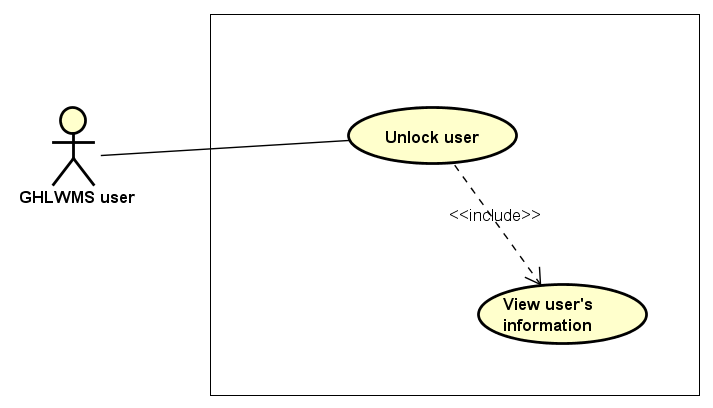 Unlock user
GHLWMS user
<<include>>
View user's
information